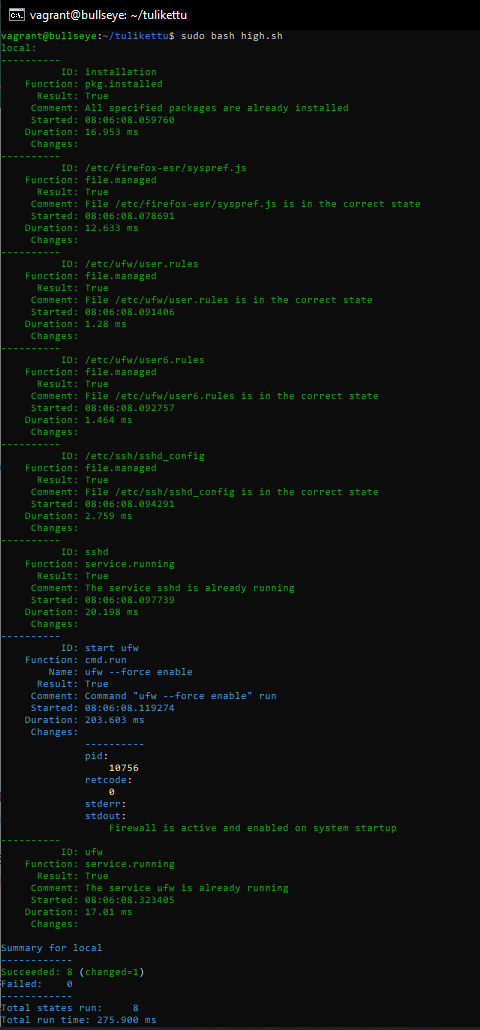 vagrant@bullseye: ~/tulikettu
vagrant@bullseye:~/tulikettu$ sudo bash high.sh
local:
----------
          ID: installation
    Function: pkg.installed
      Result: True
     Comment: All specified packages are already installed
     Started: 08:06:08.059760
    Duration: 16.953 ms
     Changes:
----------
          ID: /etc/firefox-esr/syspref.js
    Function: file.managed
      Result: True
     Comment: File /etc/firefox-esr/syspref.js is in the correct state
     Started: 08:06:08.078691
    Duration: 12.633 ms
     Changes:
----------
          ID: /etc/ufw/user.rules
    Function: file.managed
      Result: True
     Comment: File /etc/ufw/user.rules is in the correct state
     Started: 08:06:08.091406
    Duration: 1.28 ms
     Changes:
----------
          ID: /etc/ufw/user6.rules
    Function: file.managed
      Result: True
     Comment: File /etc/ufw/user6.rules is in the correct state
     Started: 08:06:08.092757
    Duration: 1.464 ms
     Changes:
----------
          ID: /etc/ssh/sshd_config
    Function: file.managed
      Result: True
     Comment: File /etc/ssh/sshd_config is in the correct state
     Started: 08:06:08.094291
    Duration: 2.759 ms
     Changes:
----------
          ID: sshd
    Function: service.running
      Result: True
     Comment: The service sshd is already running
     Started: 08:06:08.097739
    Duration: 20.198 ms
     Changes:
----------
          ID: start ufw
    Function: cmd.run
        Name: ufw --force enable
      Result: True
     Comment: Command "ufw --force enable" run
     Started: 08:06:08.119274
    Duration: 203.603 ms
     Changes:
              ----------
              pid:
                  10756
              retcode:
                  0
              stderr:
              stdout:
                  Firewall is active and enabled on system startup
----------
          ID: ufw
    Function: service.running
      Result: True
     Comment: The service ufw is already running
     Started: 08:06:08.323405
    Duration: 17.01 ms
     Changes:
Summary for local
------------
Succeeded: 8 (changed=1)
Failed:    0
------------
Total states run:     8
Total run time: 275.900 ms